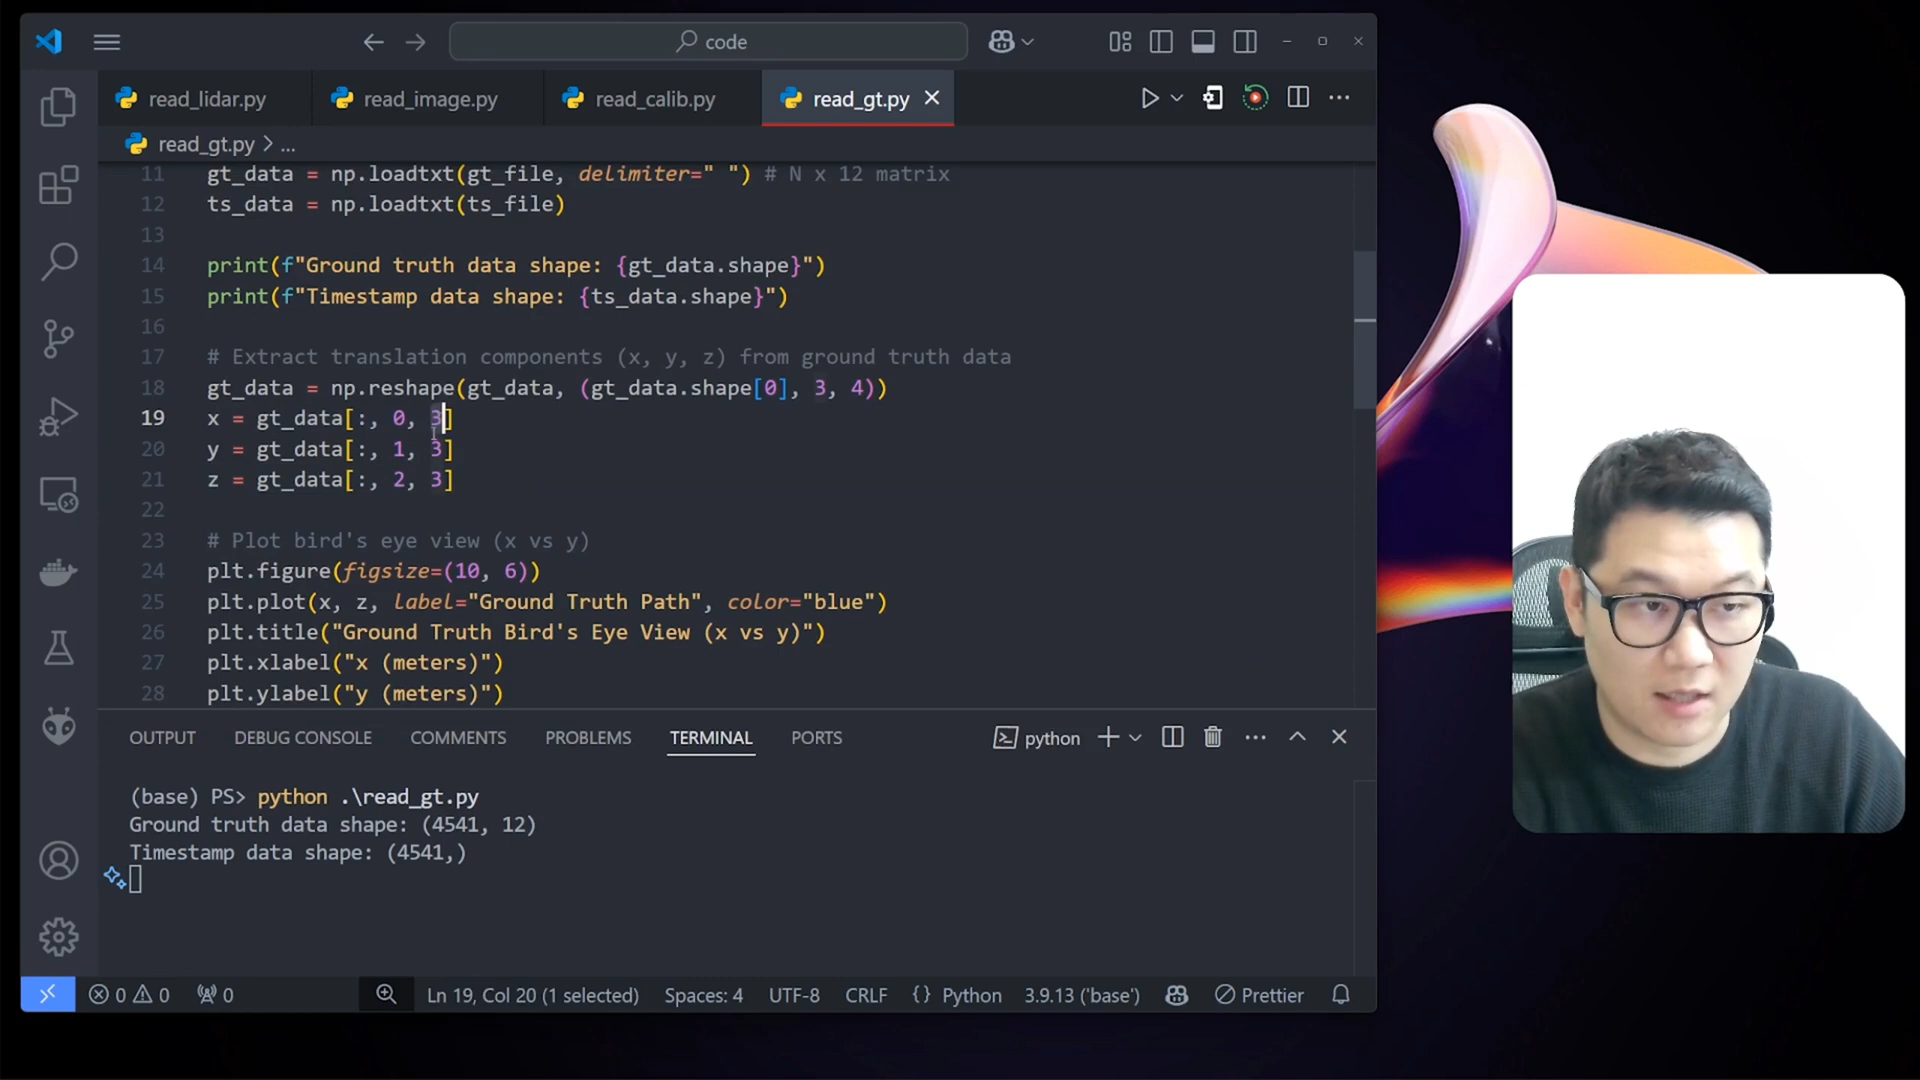 code
read_lidar.py
read_image.py
read_calib.py
read_gt.py
read_gt.py > ...
11 gt_data = np.loadtxt(gt_file, delimiter=" ") # N x 12 matrix
12 ts_data = np.loadtxt(ts_file)
13
14 print(f"Ground truth data shape: {gt_data.shape}")
15 print(f"Timestamp data shape: {ts_data.shape}")
16
17 # Extract translation components (x, y, z) from ground truth data
18 gt_data = np.reshape(gt_data, (gt_data.shape[0], 3, 4))
19 x = gt_data[:, 0, 3]
20 y = gt_data[:, 1, 3]
21 z = gt_data[:, 2, 3]
22
23 # Plot bird's eye view (x vs y)
24 plt.figure(figsize=(10, 6))
25 plt.plot(x, z, label="Ground Truth Path", color="blue")
26 plt.title("Ground Truth Bird's Eye View (x vs y)")
27 plt.xlabel("x (meters)")
28 plt.ylabel("y (meters)")
OUTPUT DEBUG CONSOLE COMMENTS PROBLEMS TERMINAL PORTS python
(base) PS> python .\read_gt.py
Ground truth data shape: (4541, 12)
Timestamp data shape: (4541,)
0 0 0 Ln 19, Col 20 (1 selected) Spaces: 4 UTF-8 CRLF {} Python 3.9.13 ('base') Prettier